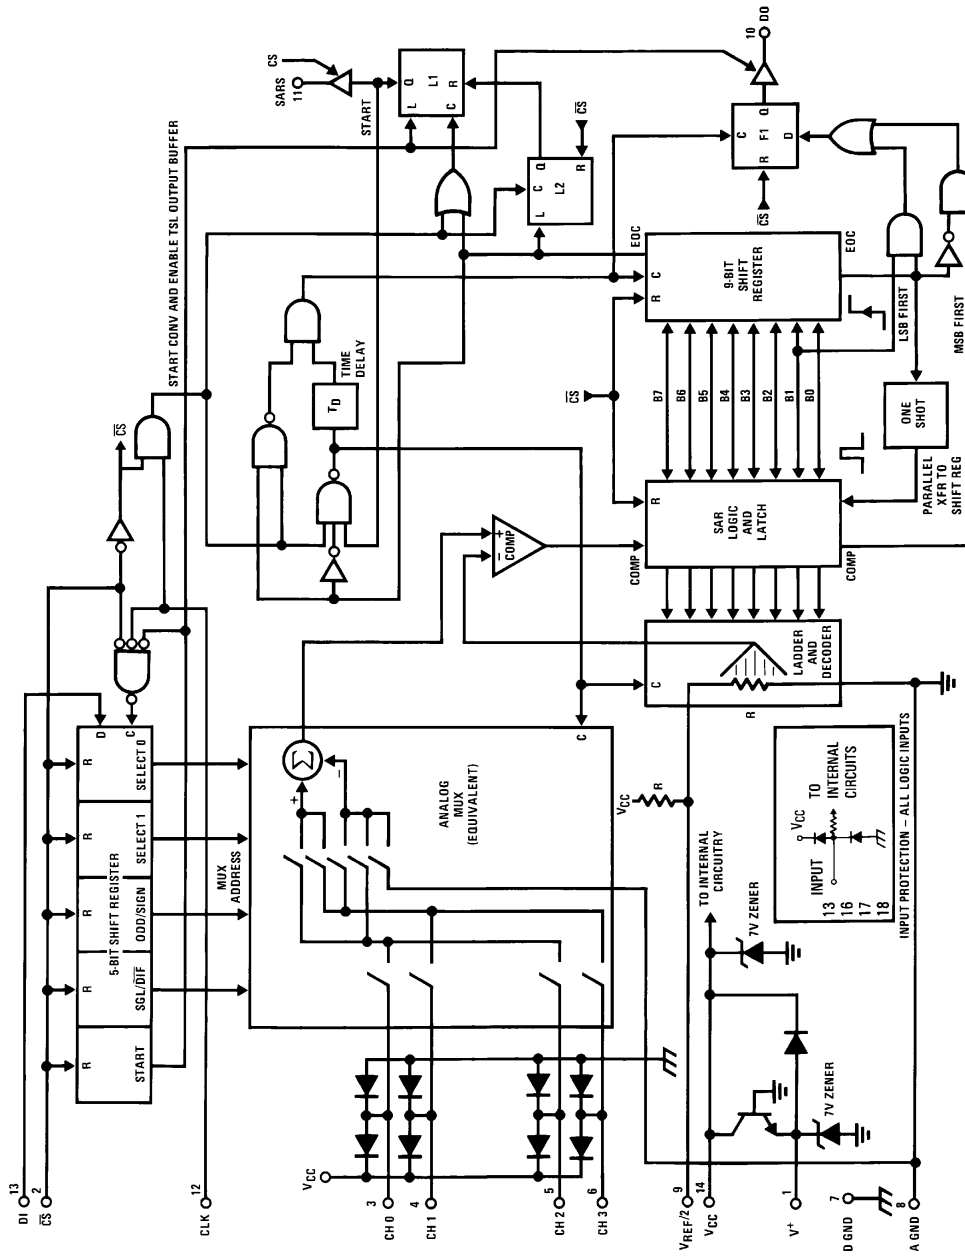 DI 13
CS 2
CLK 12
5-BIT SHIFT REGISTER
START
SGL/DIF
ODD/SIGN
SELECT 1
SELECT 0
R
R
R
R
R
D
C
MUX
ADDRESS
CS
START CONV AND ENABLE TSL OUTPUT BUFFER
CS
SARS
11
START
L Q
L1
C R
L Q
C
L2
R
CS
TIME
DELAY
TD
VCC
CH 0 3
CH 1 4
CH 2 5
CH 3 6
ANALOG
MUX
(EQUIVALENT)
C
Σ
+
−
+
−
COMP
CS
COMP
R
SAR
LOGIC
AND
LATCH
COMP
B7
B6
B5
B4
B3
B2
B1
B0
EOC
R C
9-BIT
SHIFT
REGISTER
EOC
CS
R
C
F1
D
Q
10
DO
LSB FIRST
MSB FIRST
ONE
SHOT
PARALLEL
XFR TO
SHIFT REG
C
R
LADDER
AND
DECODER
VCC
R
VREF/2 9
VCC 14
V+ 1
D GND 7
A GND 8
TO INTERNAL
CIRCUITRY
7V ZENER
7V ZENER
INPUT
VCC
TO
INTERNAL
CIRCUITS
13
16
17
18
INPUT PROTECTION – ALL LOGIC INPUTS